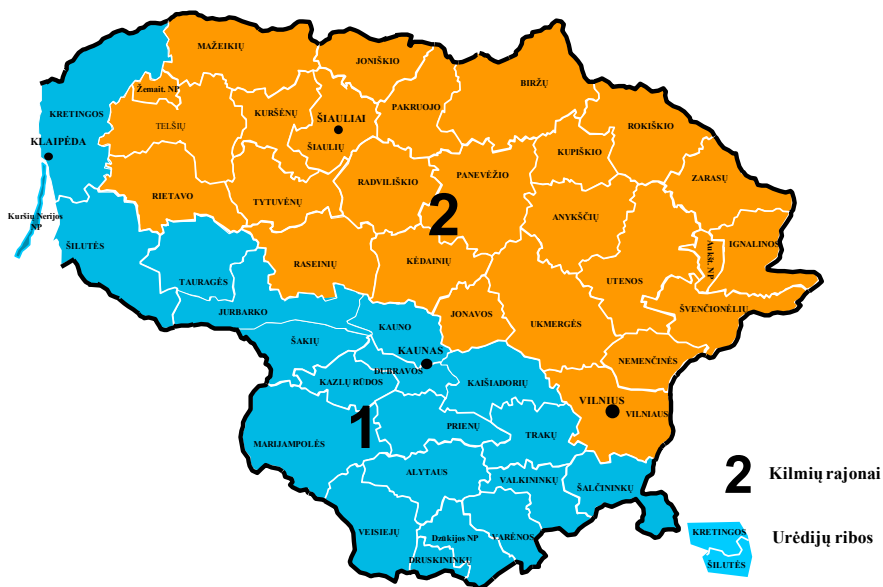 MAŽEIKIŲ
JONIŠKIO
BIRŽŲ
Žemait. NP
KRETINGOS
KURŠĖNŲ
ŠIAULIAI
PAKRUOJO
ROKIŠKIO
TELŠIŲ
KLAIPĖDA
ŠIAULIŲ
PANEVĖŽIO
KUPIŠKIO
ZARASŲ
RADVILIŠKIO
RIETAVO
TYTUVĖNŲ
2
ANYKŠČIŲ
Kuršių Nerijos
NP
ŠILUTĖS
Aukšt. NP
IGNALINOS
RASEINIŲ
KĖDAINIŲ
TAURAGĖS
UTENOS
JURBARKO
JONAVOS
ŠVENČIONĖLIŲ
KAUNO
UKMERGĖS
ŠAKIŲ
KAUNAS
NEMENČINĖS
DUBRAVOS
KAZLŲ RŪDOS
KAIŠIADORIŲ
VILNIUS
VILNIAUS
1
PRIENŲ
TRAKŲ
MARIJAMPOLĖS
ALYTAUS
VALKININKŲ
ŠALČININKŲ
2 Kilmių rajonai
VEISIEJŲ
Dzūkijos NP
VARĖNOS
DRUSKININKŲ
KRETINGOS
Urėdijų ribos
ŠILUTĖS